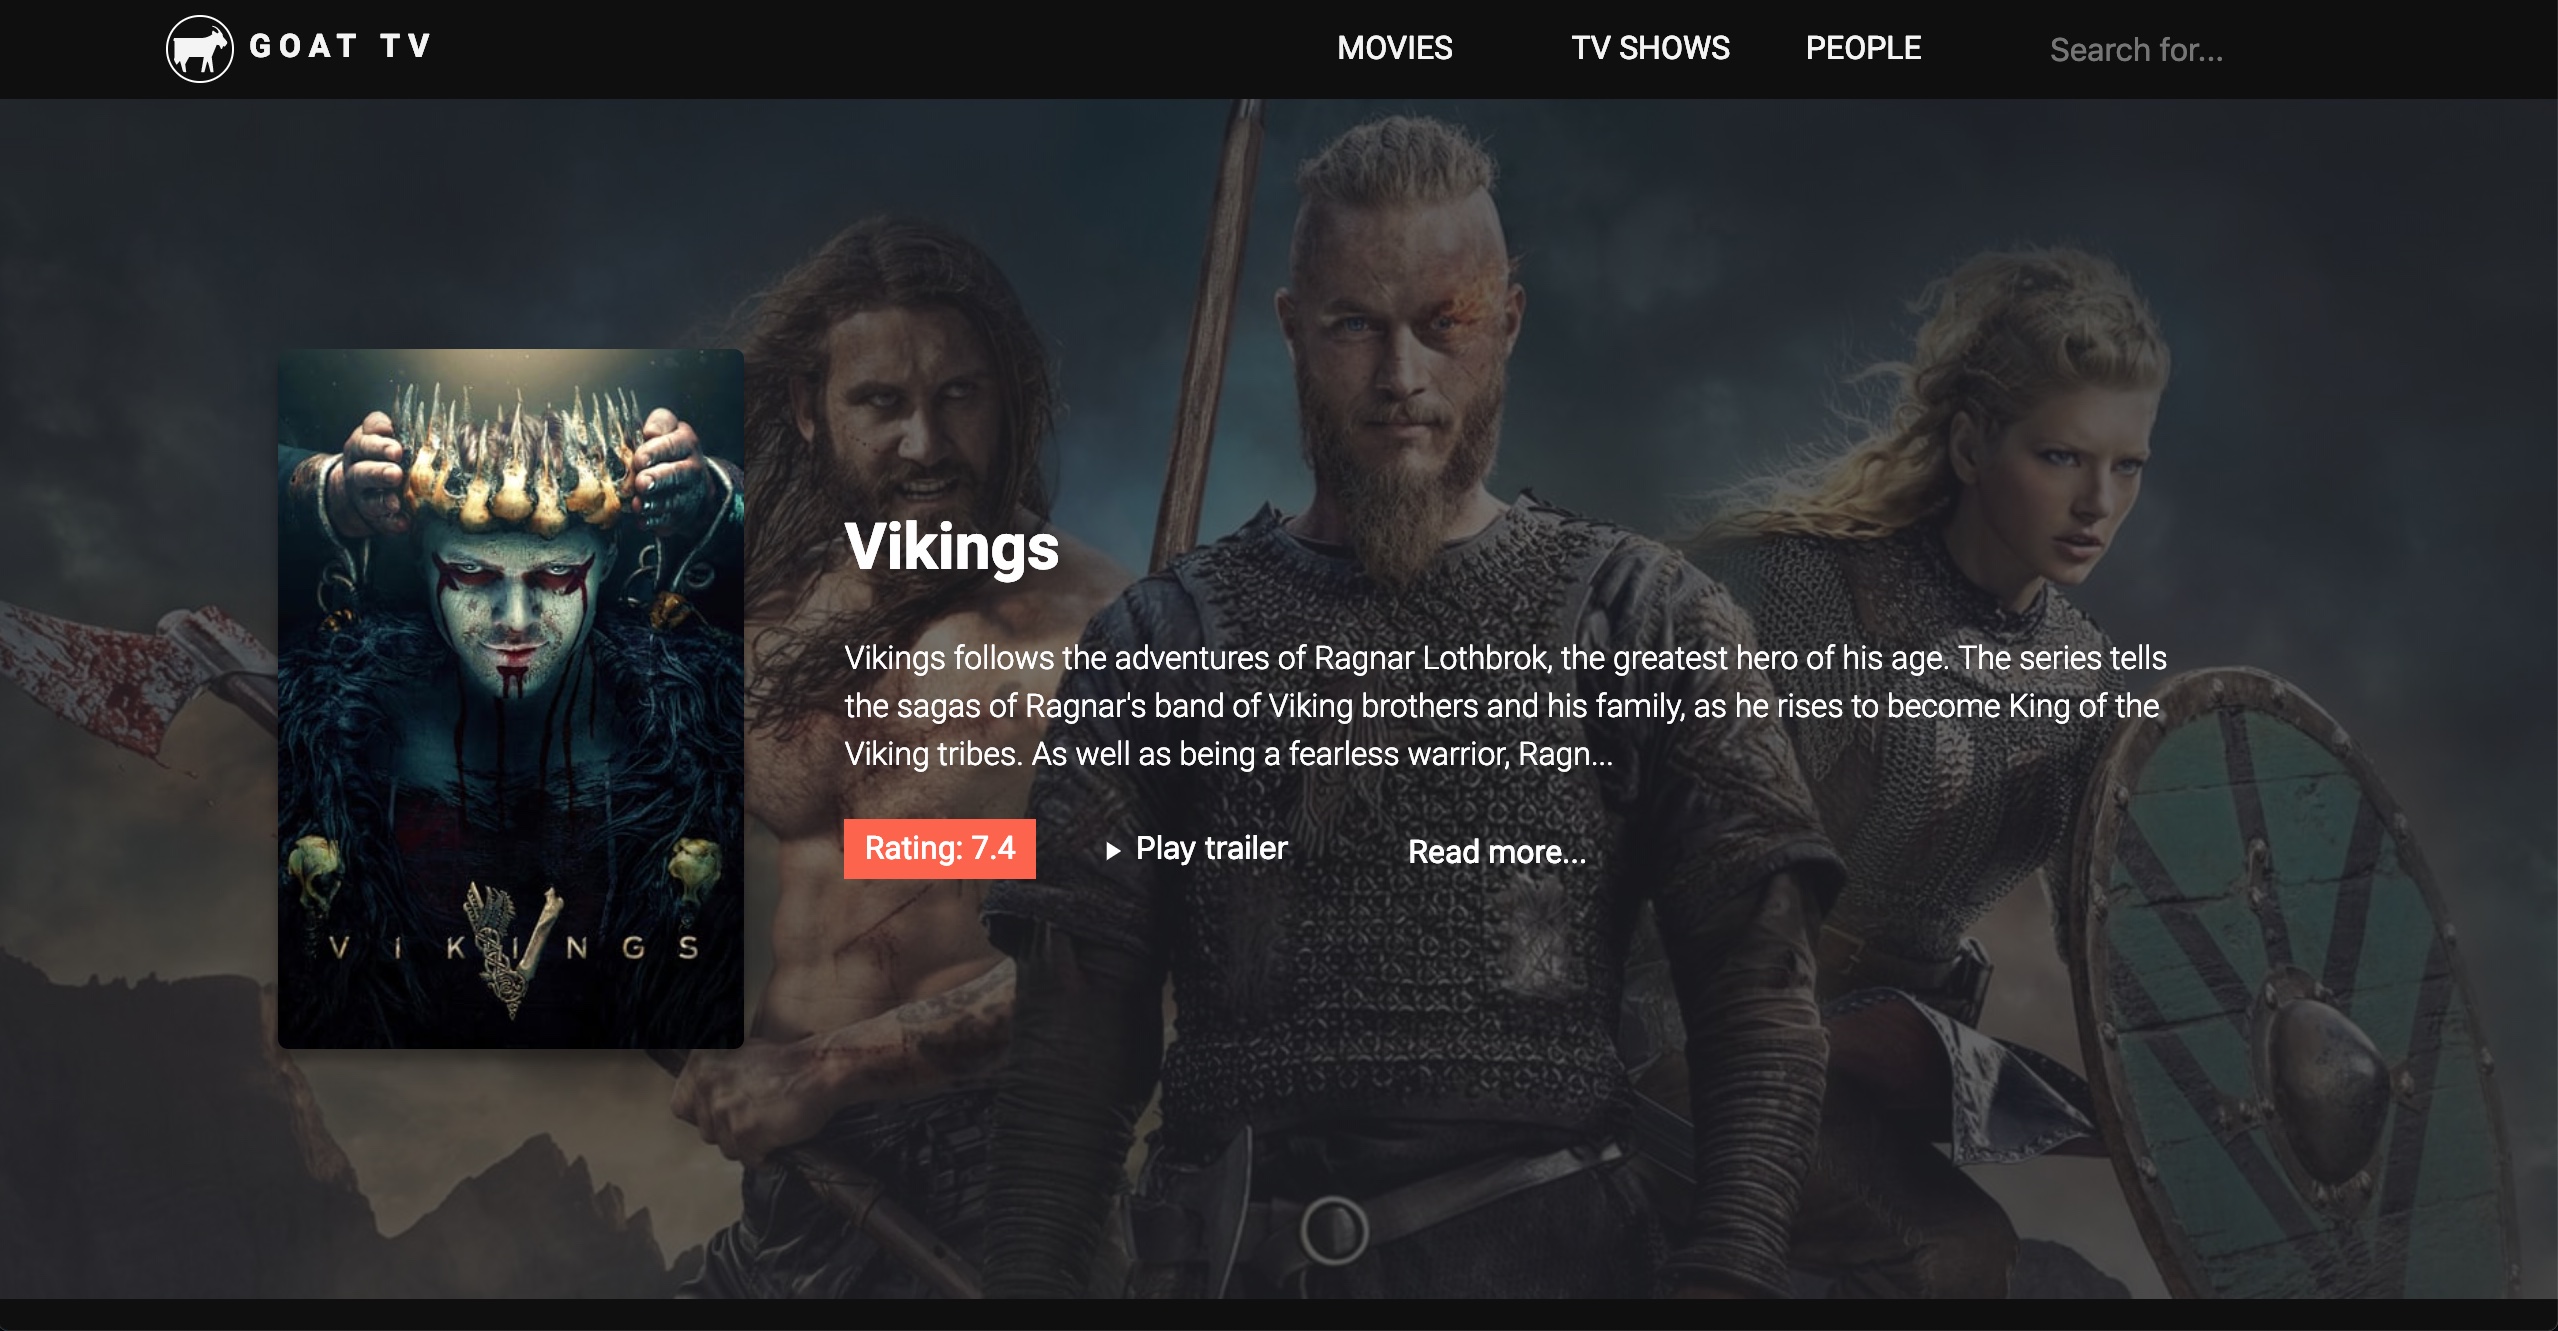 GOAT TV
MOVIES
TV SHOWS
PEOPLE
Search for...
Vikings
Vikings follows the adventures of Ragnar Lothbrok, the greatest hero of his age. The series tells
the sagas of Ragnar's band of Viking brothers and his family, as he rises to become King of the
Viking tribes. As well as being a fearless warrior, Ragn...
Rating: 7.4
Play trailer
Read more...
VIKINGS